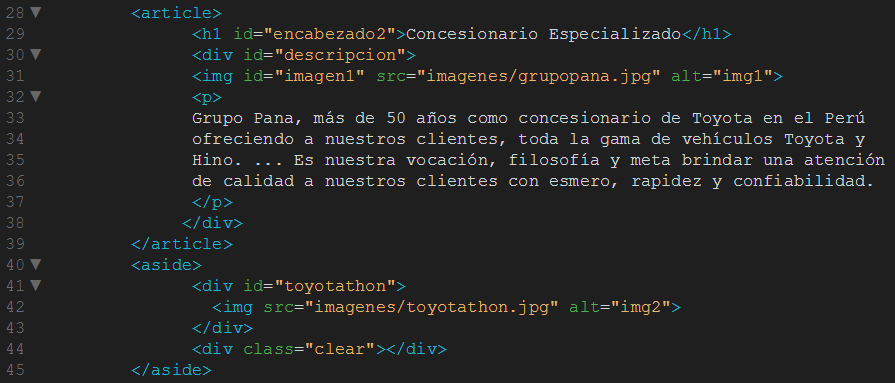 28 ▼ <article>
29 <h1 id="encabezado2">Concesionario Especializado</h1>
30 ▼ <div id="descripcion">
31 <img id="imagen1" src="imagenes/grupopana.jpg" alt="img1">
32 ▼ <p>
33 Grupo Pana, más de 50 años como concesionario de Toyota en el Perú
34 ofreciendo a nuestros clientes, toda la gama de vehículos Toyota y
35 Hino. ... Es nuestra vocación, filosofía y meta brindar una atención
36 de calidad a nuestros clientes con esmero, rapidez y confiabilidad.
37 </p>
38 </div>
39 </article>
40 ▼ <aside>
41 ▼ <div id="toyotathon">
42 <img src="imagenes/toyotathon.jpg" alt="img2">
43 </div>
44 <div class="clear"></div>
45 </aside>